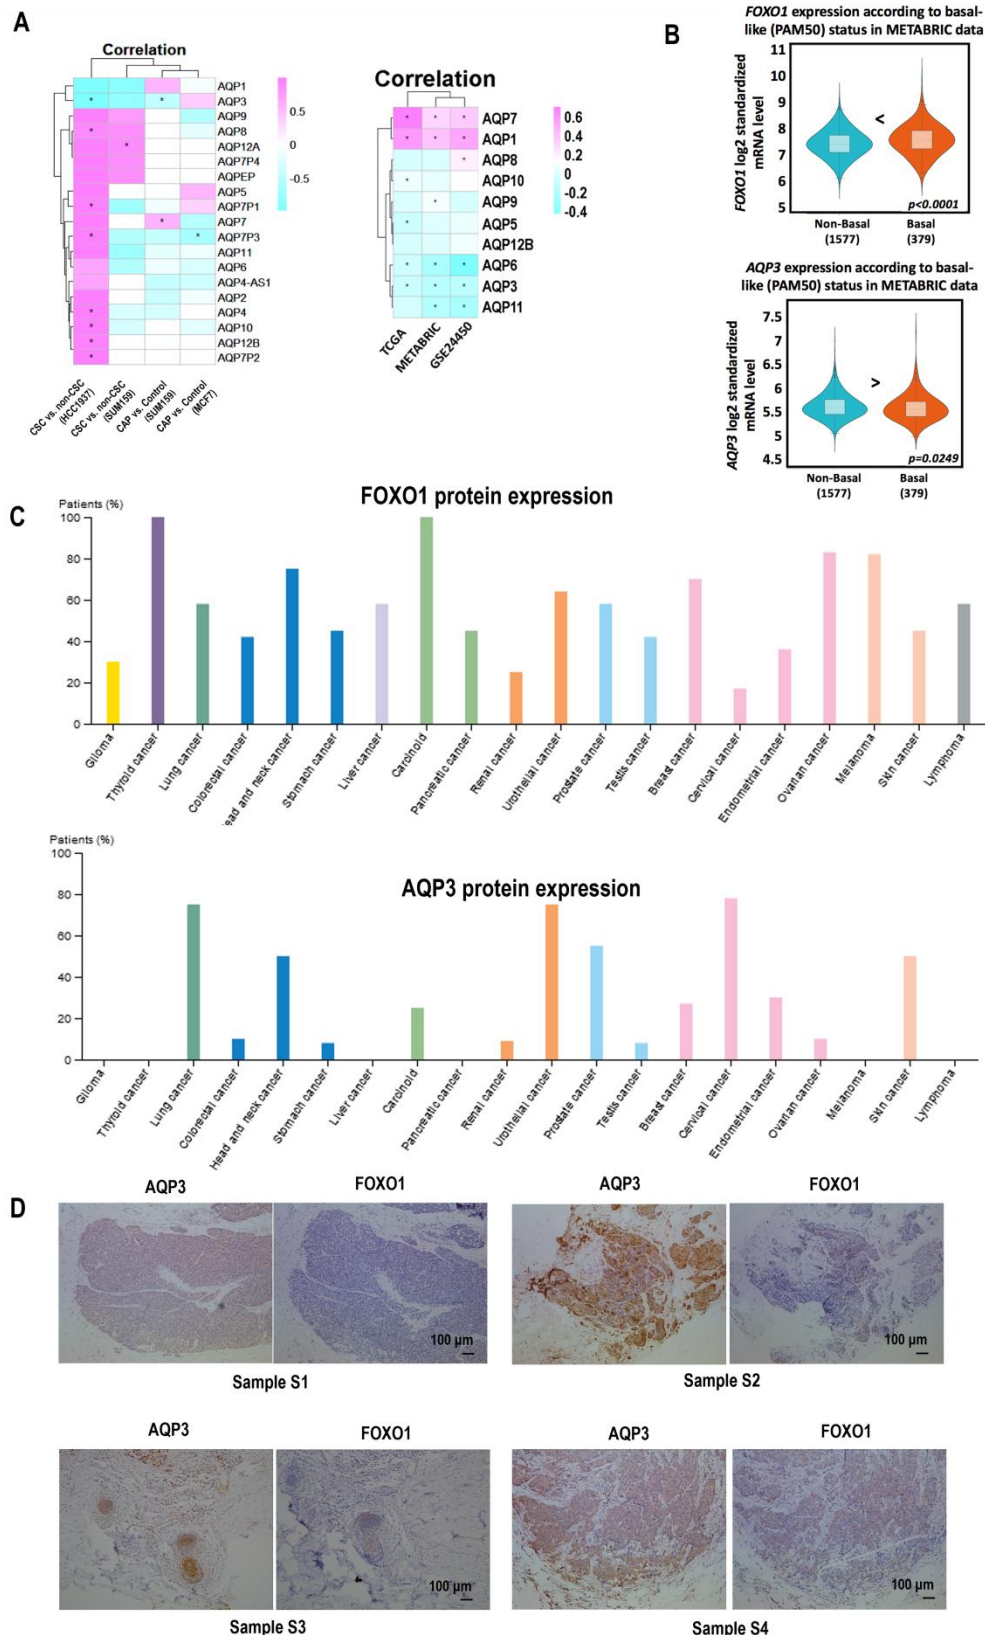 A
Correlation
AQP1
AQP3
AQP9
AQP8
AQP12A
AQP7P4
AQPEP
AQP5
AQP7P1
AQP7
AQP7P3
AQP11
AQP6
AQP4-AS1
AQP2
AQP4
AQP10
AQP12B
AQP7P2
0.5
0
-0.5
CSC vs. non-CSC
(HCC1937)
CSC vs. non-CSC
(SUM159)
CAP vs. Control
(SUM159)
CAP vs. Control
(MCF7)
Correlation
AQP7
AQP1
AQP8
AQP10
AQP9
AQP5
AQP12B
AQP6
AQP3
AQP11
0.6
0.4
0.2
0
-0.2
-0.4
TCGA
METABRIC
GSE24450
B
FOXO1 expression according to basal-
like (PAM50) status in METABRIC data
FOXO1 log2 standardized
mRNA level
11
10
9
8
7
6
5
<
p<0.0001
Non-Basal
(1577)
Basal
(379)
AQP3 expression according to basal-
like (PAM50) status in METABRIC data
AQP3 log2 standardized
mRNA level
7.5
7
6.5
6
5.5
5
4.5
>
p=0.0249
Non-Basal
(1577)
Basal
(379)
C
FOXO1 protein expression
Patients (%)
100
80
60
40
20
0
Glioma
Thyroid cancer
Lung cancer
Colorectal cancer
ead and neck cancer
Stomach cancer
Liver cancer
Carcinoid
Pancreatic cancer
Renal cancer
Urothelial cancer
Prostate cancer
Testis cancer
Breast cancer
Cervical cancer
Endometrial cancer
Ovarian cancer
Melanoma
Skin cancer
Lymphoma
AQP3 protein expression
Patients (%)
100
80
60
40
20
0
Glioma
Thyroid cancer
Lung cancer
Colorectal cancer
Head and neck cancer
Stomach cancer
Liver cancer
Carcinoid
Pancreatic cancer
Renal cancer
Urothelial cancer
Prostate cancer
Testis cancer
Breast cancer
Cervical cancer
Endometrial cancer
Ovarian cancer
Melanoma
Skin cancer
Lymphoma
D
AQP3
FOXO1
100 µm
Sample S1
AQP3
FOXO1
100 µm
Sample S2
AQP3
FOXO1
100 µm
Sample S3
AQP3
FOXO1
100 µm
Sample S4